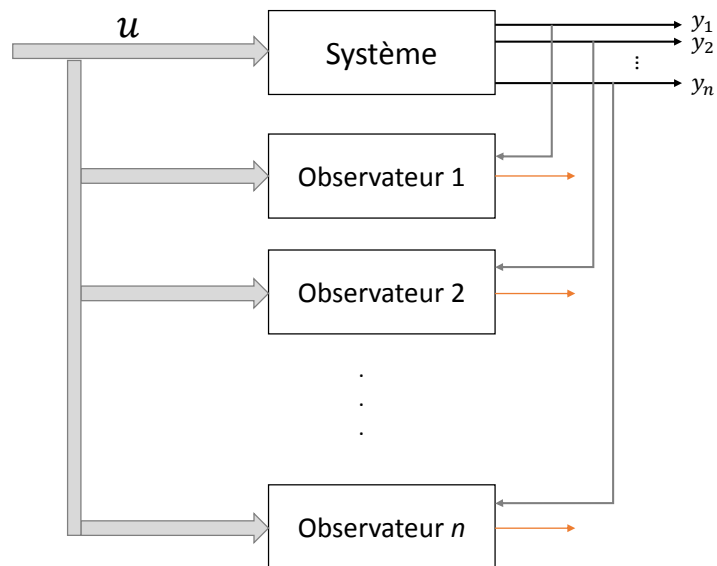 u
Système
y₁
y₂
⋮
yₙ
Observateur 1
Observateur 2
.
.
.
Observateur n